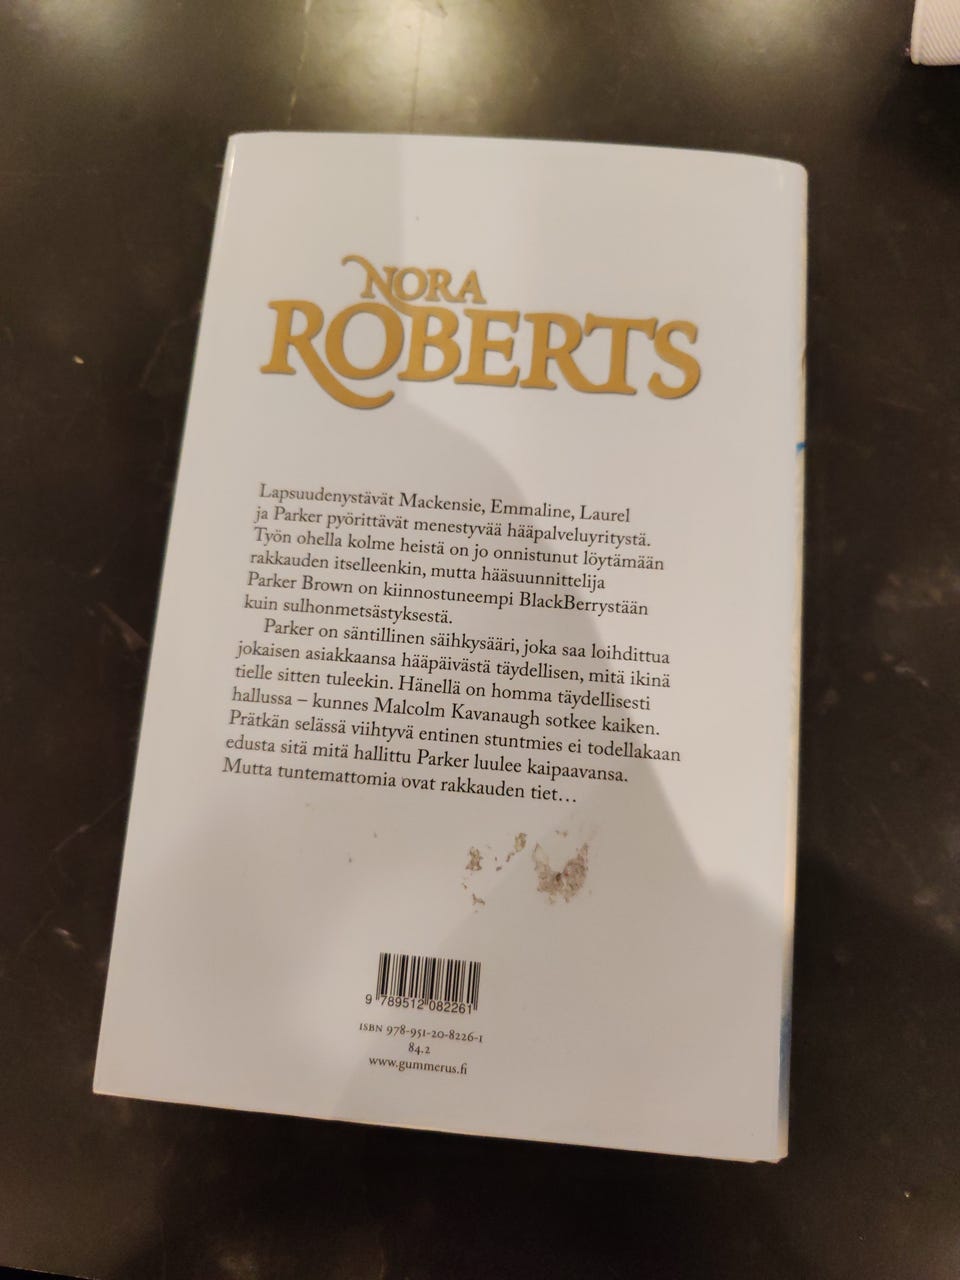 NORA
ROBERTS
Lapsuudenystävät Mackensie, Emmaline, Laurel
ja Parker pyörittävät menestyvää hääpalveluyritystä.
Työn ohella kolme heistä on jo onnistunut löytämään
rakkauden itselleenkin, mutta hääsuunnittelija
Parker Brown on kiinnostuneempi BlackBerrystään
kuin sulhonmetsästyksestä.
Parker on säntillinen säihkysääri, joka saa loihdittua
jokaisen asiakkaansa hääpäivästä täydellisen, mitä ikinä
tielle sitten tuleekin. Hänellä on homma täydellisesti
hallussa – kunnes Malcolm Kavanaugh sotkee kaiken.
Prätkän selässä viihtyvä entinen stuntmies ei todellakaan
edusta sitä mitä hallittu Parker luulee kaipaavansa.
Mutta tuntemattomia ovat rakkauden tiet…
9 789512 082261
ISBN 978-951-20-8226-1
84.2
www.gummerus.fi